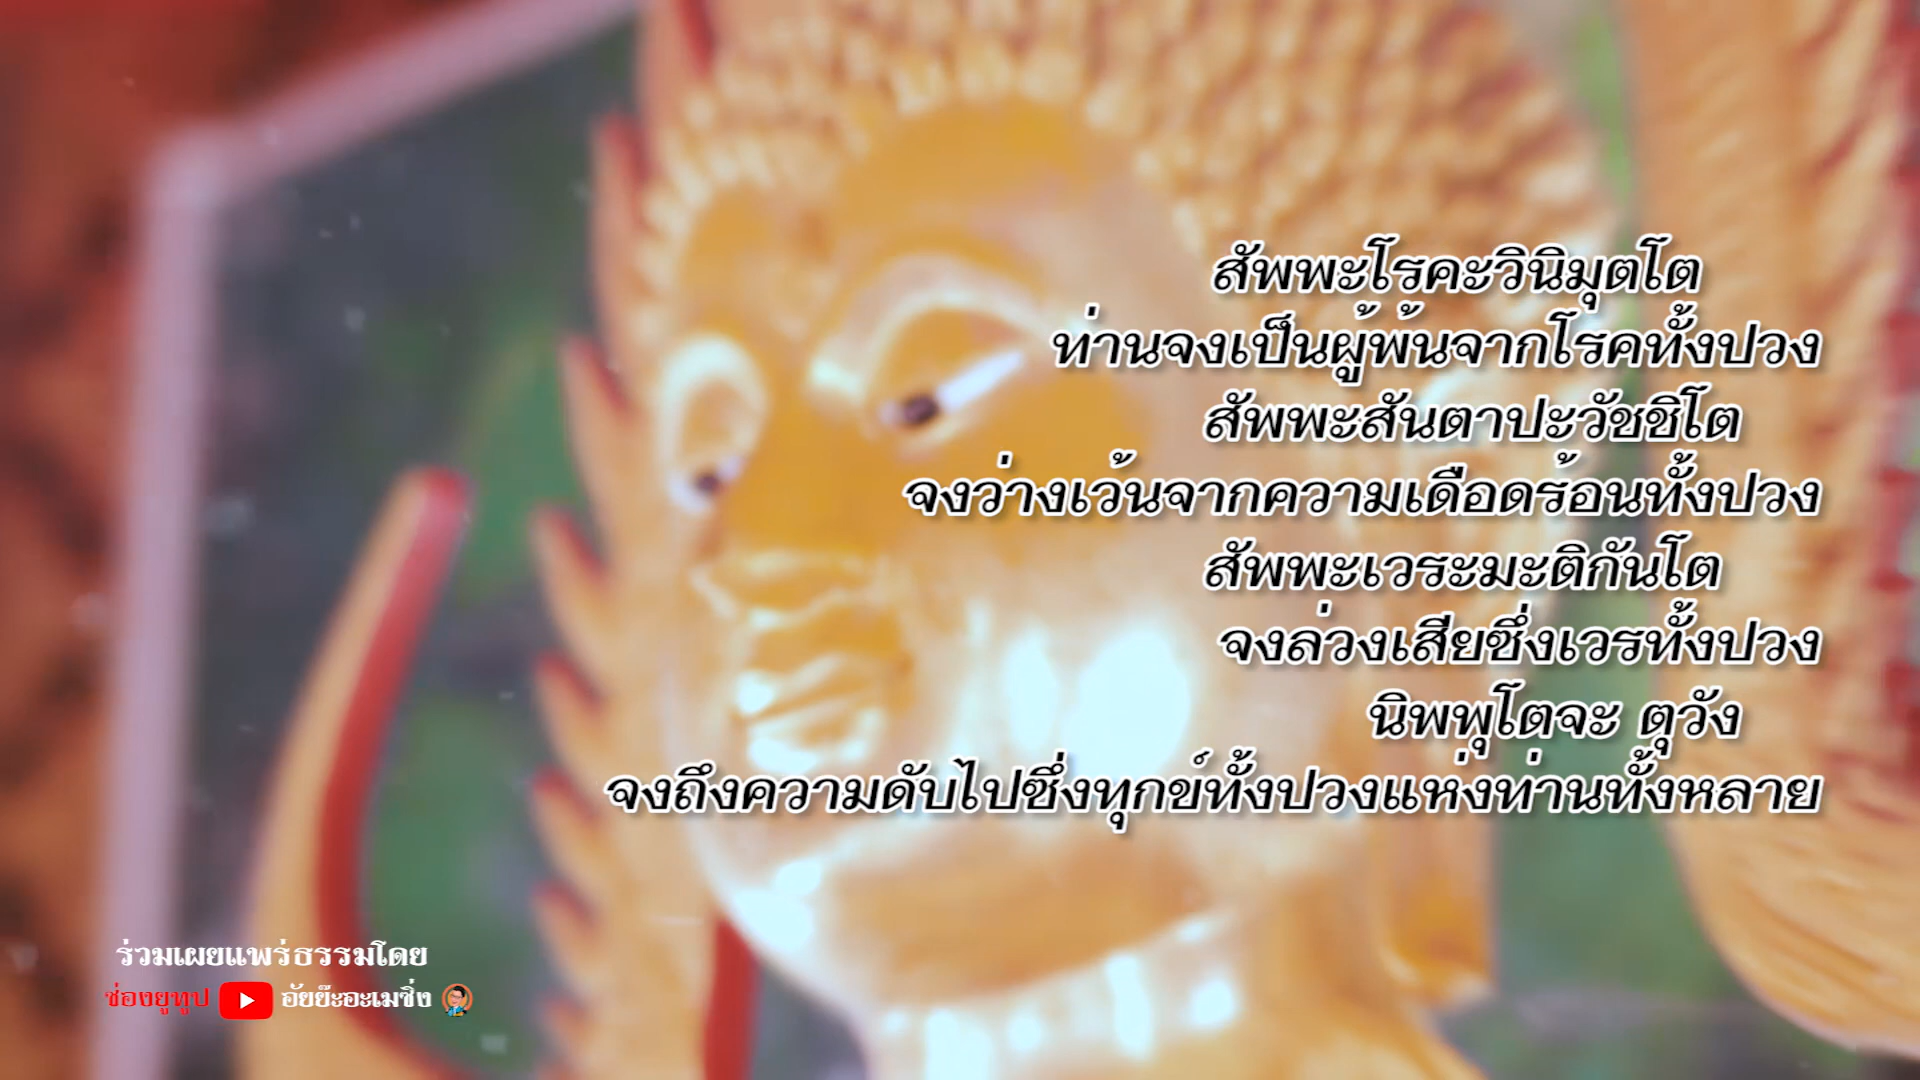 สัพพะโรคะวินิมุตโต
ท่านจงเป็นผู้พ้นจากโรคทั้งปวง
สัพพะสันตาปะวัชชิโต
จงว่างเว้นจากความเดือดร้อนทั้งปวง
สัพพะเวระมะติกันโต
จงล่วงเสียซึ่งเวรทั้งปวง
นิพพุโตจะ ตุวัง
จงถึงความดับไปซึ่งทุกข์ทั้งปวงแห่งท่านทั้งหลาย
ร่วมเผยแพร่ธรรมโดย
ช่องยูทูป อัยย๊ะอะเมซิ่ง